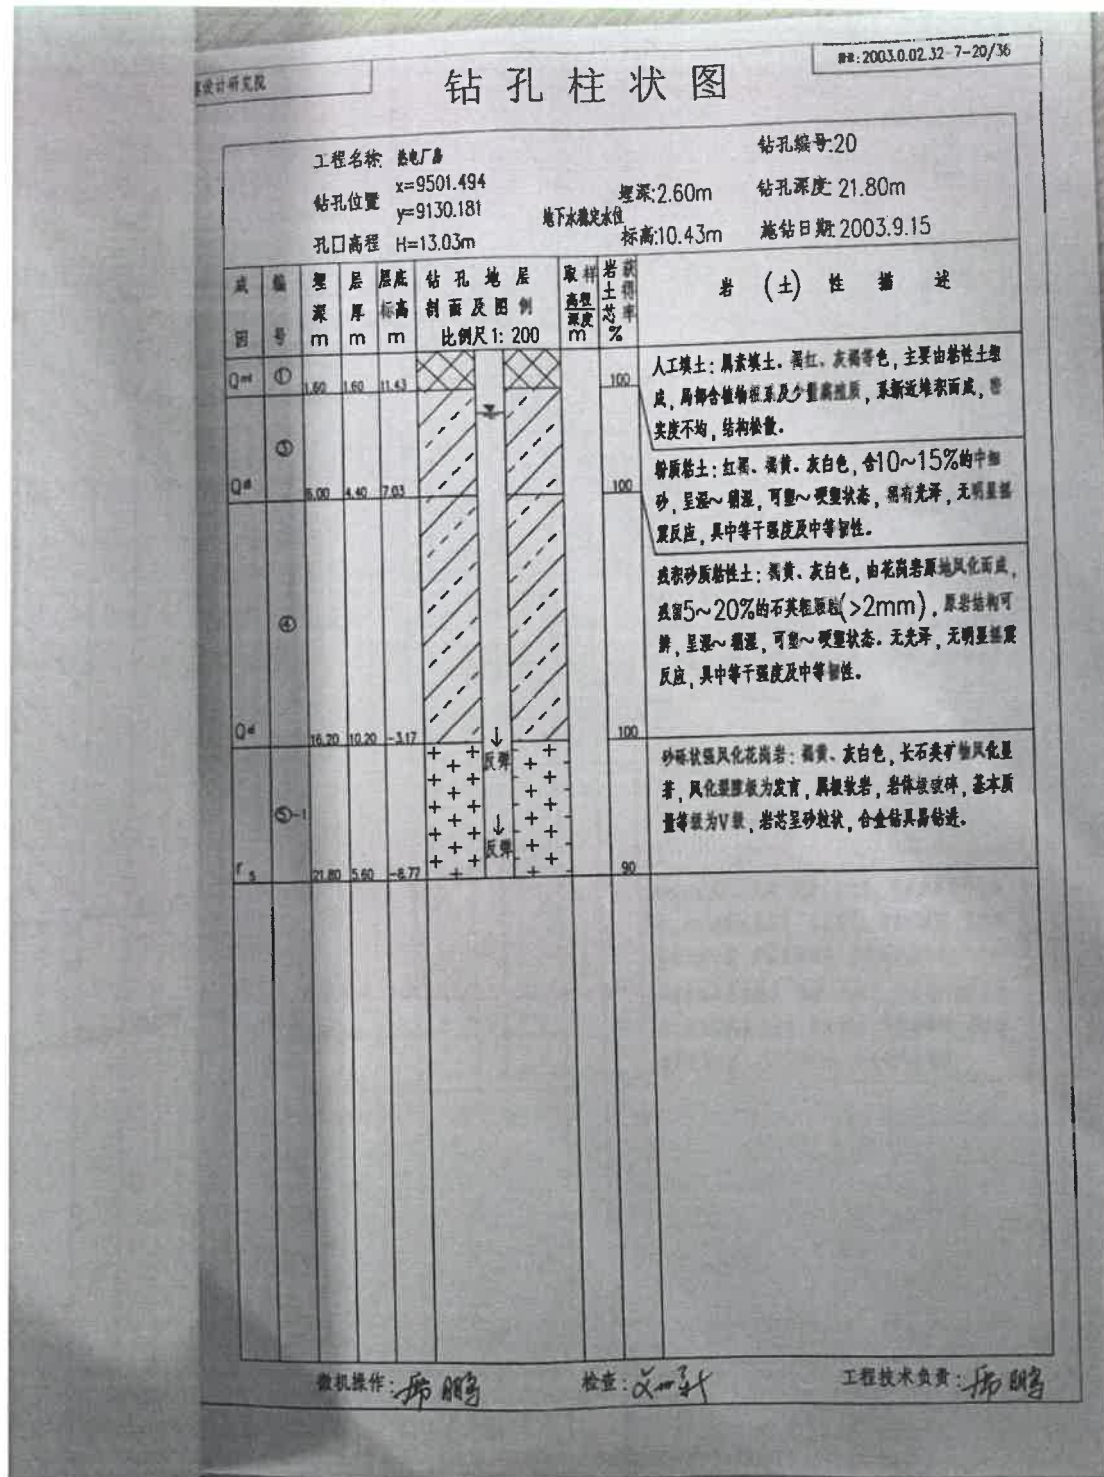 设计研究院
2003.0.02.32-7-20/36
钻孔柱状图
工程名称: 热电厂房
钻孔编号:20
钻孔位置 x=9501.494
y=9130.181
埋深:2.60m
钻孔深度: 21.80m
地下水稳定水位
孔口高程 H=13.03m
标高:10.43m
施钻日期:2003.9.15
成因
编号
埋深 m
层厚 m
层底标高 m
钻孔地层剖面及图例
比例尺1: 200
取样
高程
深度
m
岩土芯获得率
%
岩(土)性描述
Qml ① 1.60 1.60 11.43 100
人工填土: 属素填土. 褐红、灰褐等色, 主要由粘性土组
成, 局部含植物根系及少量腐殖质, 系新近堆积而成, 密
实度不均, 结构松散.
③ 6.00 4.40 7.03 100
粉质粘土: 红褐、褐黄、灰白色, 含10~15%的中细
砂, 呈湿~稍湿, 可塑~硬塑状态, 稍有光泽, 无明显摇
震反应, 具中等干强度及中等韧性.
④ 16.20 10.20 -3.17 100
残积砂质粘性土: 褐黄、灰白色, 由花岗岩原地风化而成,
残留5~20%的石英粗颗粒(>2mm), 原岩结构可
辨, 呈湿~稍湿, 可塑~硬塑状态. 无光泽, 无明显摇震
反应, 具中等干强度及中等韧性.
反弹
反弹
⑤-1 r 5 21.80 5.60 -8.77 90
砂砾状强风化花岗岩: 褐黄、灰白色, 长石类矿物风化显
著, 风化裂隙极为发育, 属极软岩, 岩体极破碎, 基本质
量等级为V级, 岩芯呈砂粒状, 合金钻具易钻进.
微机操作:
鹏
检查:
工程技术负责:
鹏